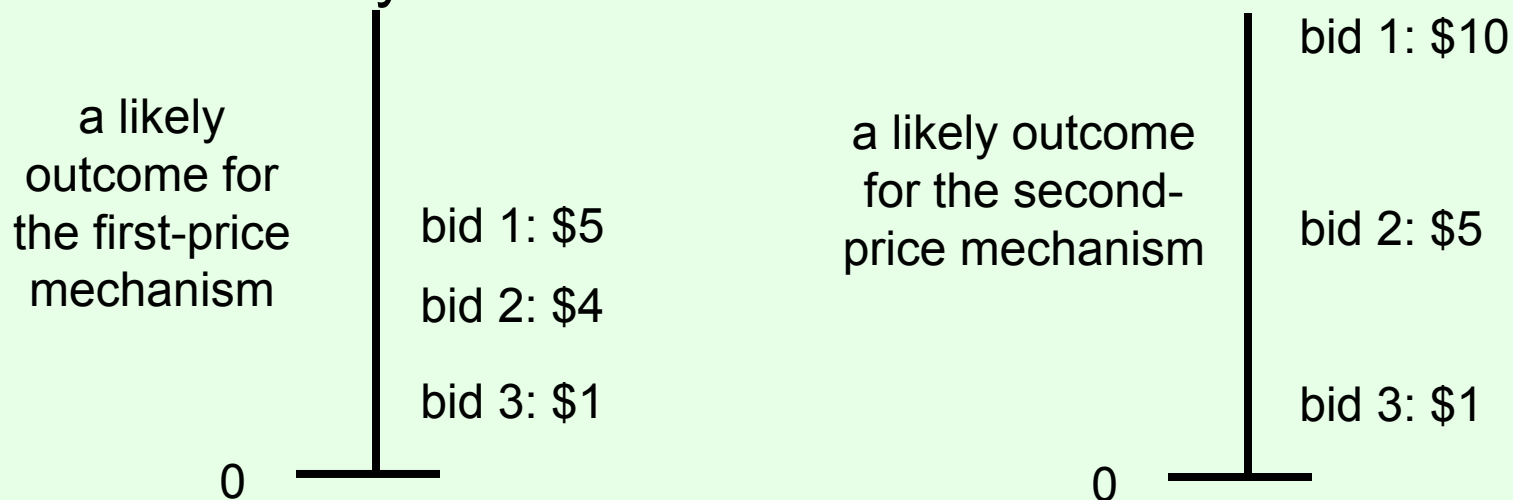 a likely
outcome for
the first-price
mechanism
bid 1: $5
bid 2: $4
bid 3: $1
0
a likely outcome
for the second-
price mechanism
bid 1: $10
bid 2: $5
bid 3: $1
0